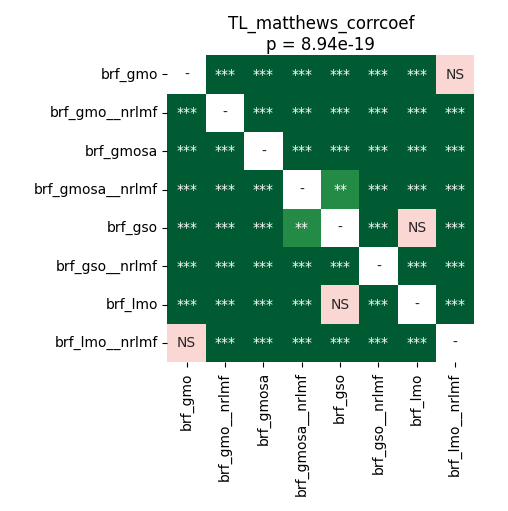 TL_matthews_corrcoef
p = 8.94e-19
brf_gmo - *** *** *** *** *** *** NS
brf_gmo__nrlmf *** - *** *** *** *** *** ***
brf_gmosa *** *** - *** *** *** *** ***
brf_gmosa__nrlmf *** *** *** - ** *** *** ***
brf_gso *** *** *** ** - *** NS ***
brf_gso__nrlmf *** *** *** *** *** - *** ***
brf_lmo *** *** *** *** NS *** - ***
brf_lmo__nrlmf NS *** *** *** *** *** *** -
brf_gmo
brf_gmo__nrlmf
brf_gmosa
brf_gmosa__nrlmf
brf_gso
brf_gso__nrlmf
brf_lmo
brf_lmo__nrlmf